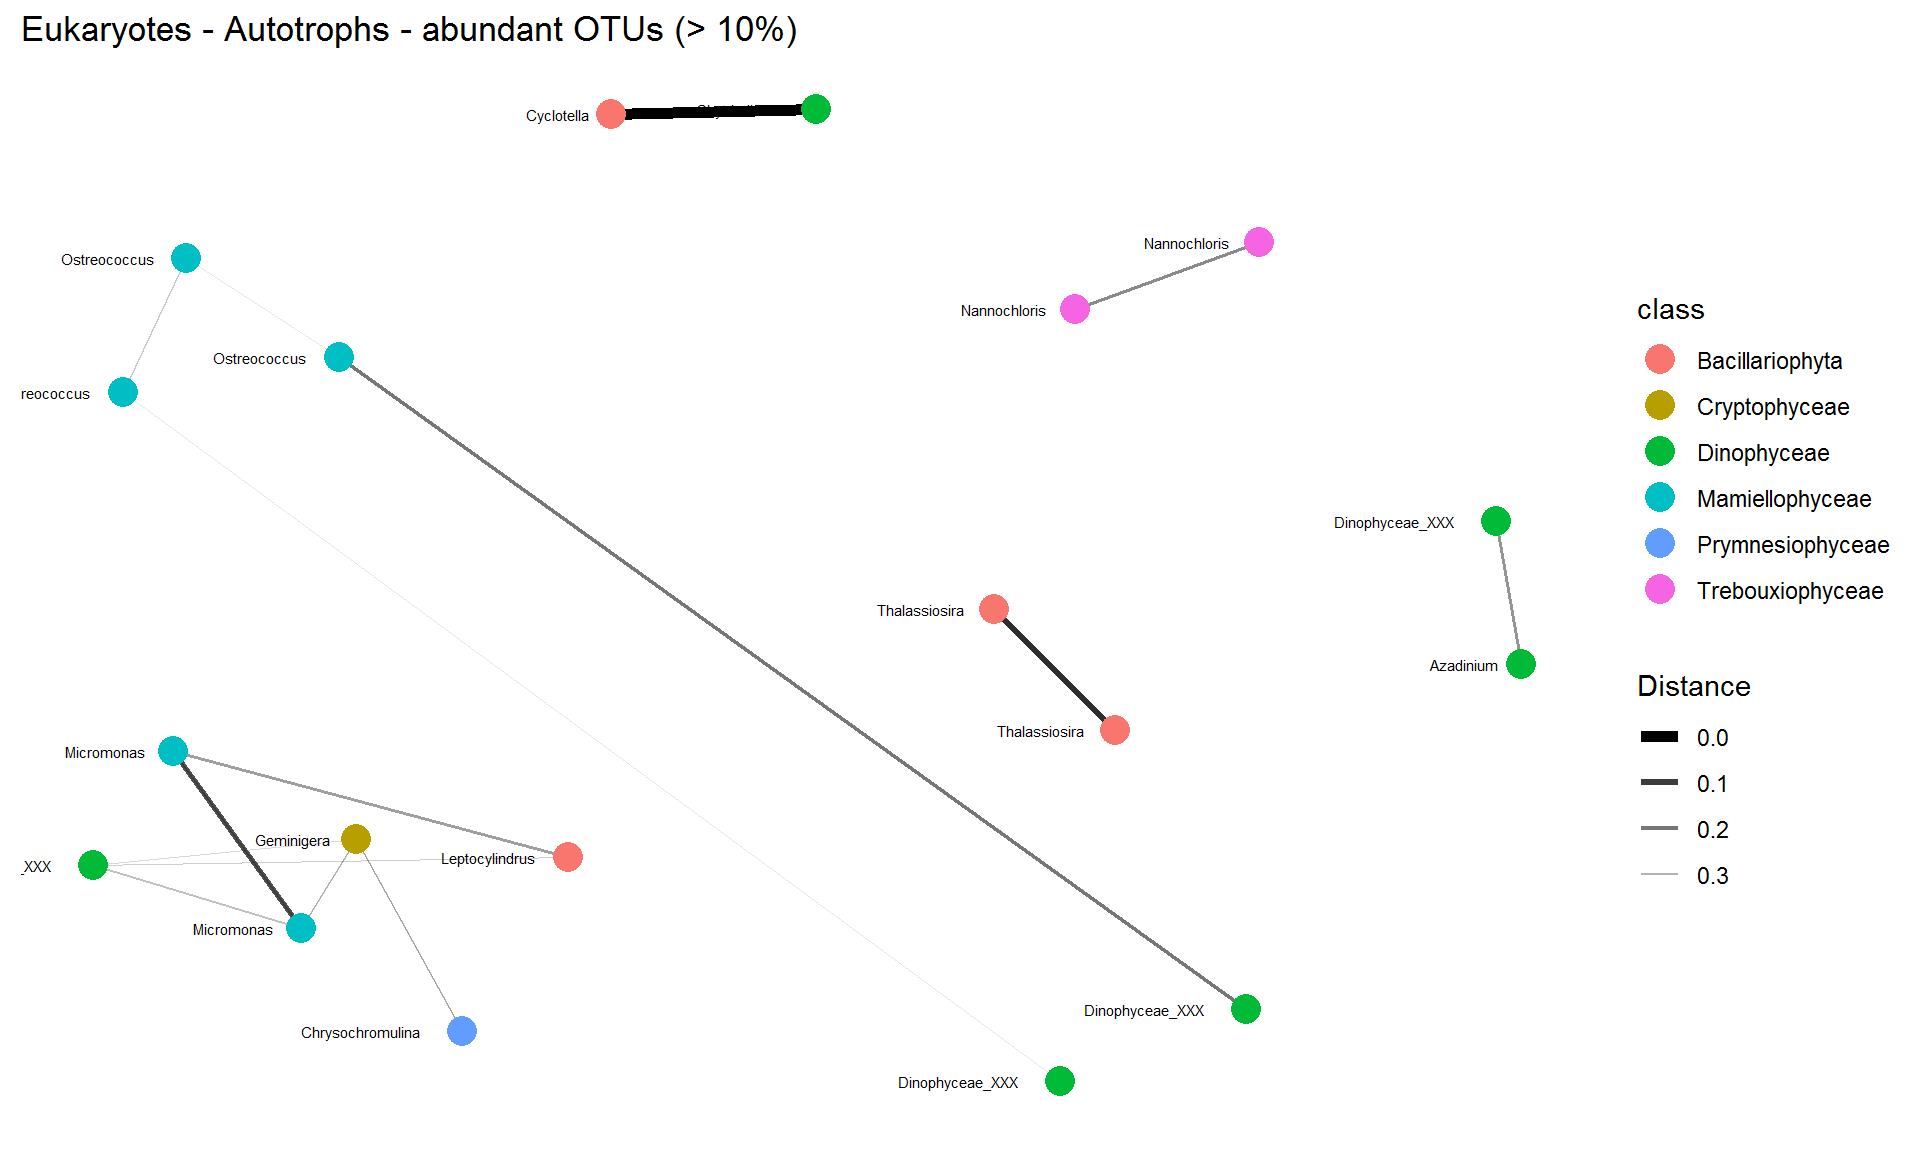 Eukaryotes - Autotrophs - abundant OTUs (> 10%)
Cyclotella
Ostreococcus
Nannochloris
Nannochloris
Ostreococcus
reococcus
class
Bacillariophyta
Cryptophyceae
Dinophyceae
Mamiellophyceae
Prymnesiophyceae
Trebouxiophyceae
Dinophyceae_XXX
Thalassiosira
Azadinium
Thalassiosira
Distance
0.0
0.1
0.2
0.3
Micromonas
Geminigera
Leptocylindrus
_XXX
Micromonas
Chrysochromulina
Dinophyceae_XXX
Dinophyceae_XXX